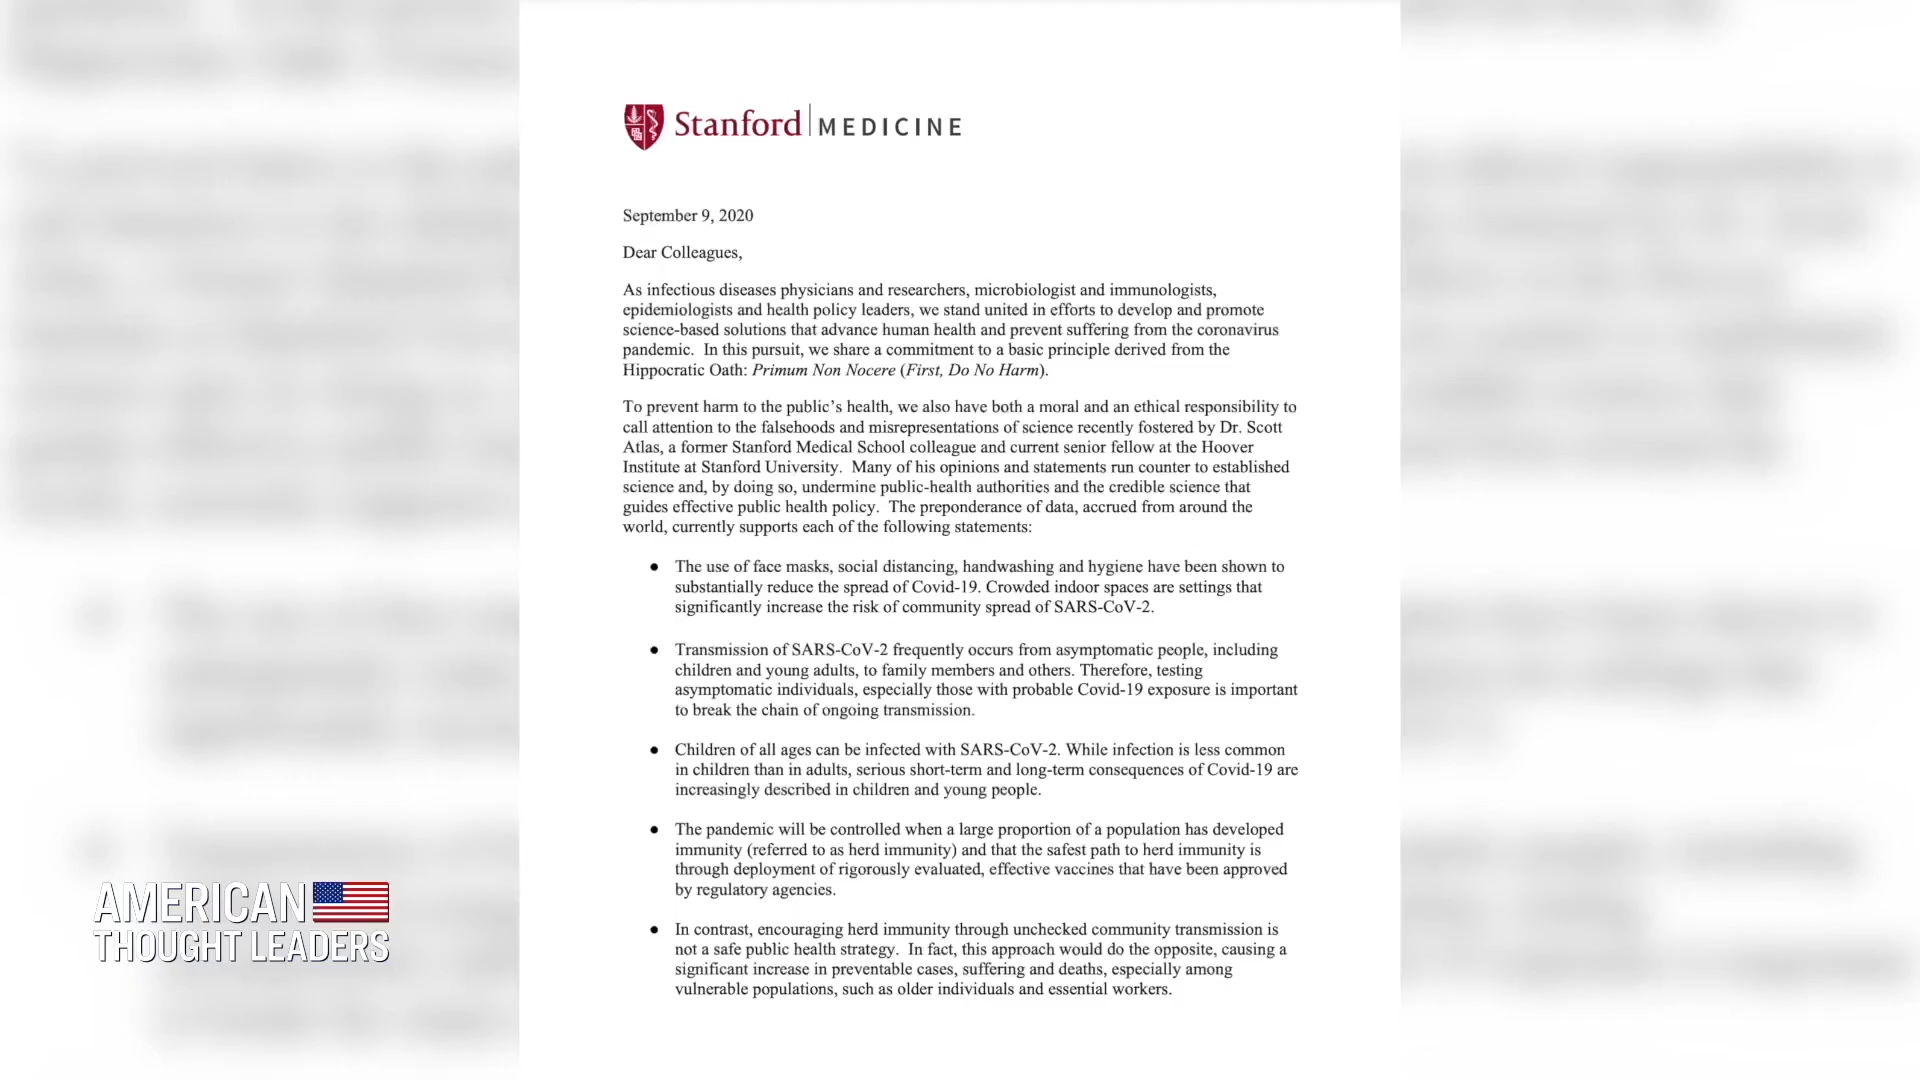 Stanford MEDICINE
September 9, 2020
Dear Colleagues,
As infectious diseases physicians and researchers, microbiologist and immunologists,
epidemiologists and health policy leaders, we stand united in efforts to develop and promote
science-based solutions that advance human health and prevent suffering from the coronavirus
pandemic.  In this pursuit, we share a commitment to a basic principle derived from the
Hippocratic Oath: Primum Non Nocere (First, Do No Harm).
To prevent harm to the public’s health, we also have both a moral and an ethical responsibility to
call attention to the falsehoods and misrepresentations of science recently fostered by Dr. Scott
Atlas, a former Stanford Medical School colleague and current senior fellow at the Hoover
Institute at Stanford University.  Many of his opinions and statements run counter to established
science and, by doing so, undermine public-health authorities and the credible science that
guides effective public health policy.  The preponderance of data, accrued from around the
world, currently supports each of the following statements:
● The use of face masks, social distancing, handwashing and hygiene have been shown to
substantially reduce the spread of Covid-19. Crowded indoor spaces are settings that
significantly increase the risk of community spread of SARS-CoV-2.
● Transmission of SARS-CoV-2 frequently occurs from asymptomatic people, including
children and young adults, to family members and others. Therefore, testing
asymptomatic individuals, especially those with probable Covid-19 exposure is important
to break the chain of ongoing transmission.
● Children of all ages can be infected with SARS-CoV-2. While infection is less common
in children than in adults, serious short-term and long-term consequences of Covid-19 are
increasingly described in children and young people.
● The pandemic will be controlled when a large proportion of a population has developed
immunity (referred to as herd immunity) and that the safest path to herd immunity is
through deployment of rigorously evaluated, effective vaccines that have been approved
by regulatory agencies.
● In contrast, encouraging herd immunity through unchecked community transmission is
not a safe public health strategy.  In fact, this approach would do the opposite, causing a
significant increase in preventable cases, suffering and deaths, especially among
vulnerable populations, such as older individuals and essential workers.
AMERICAN
THOUGHT LEADERS